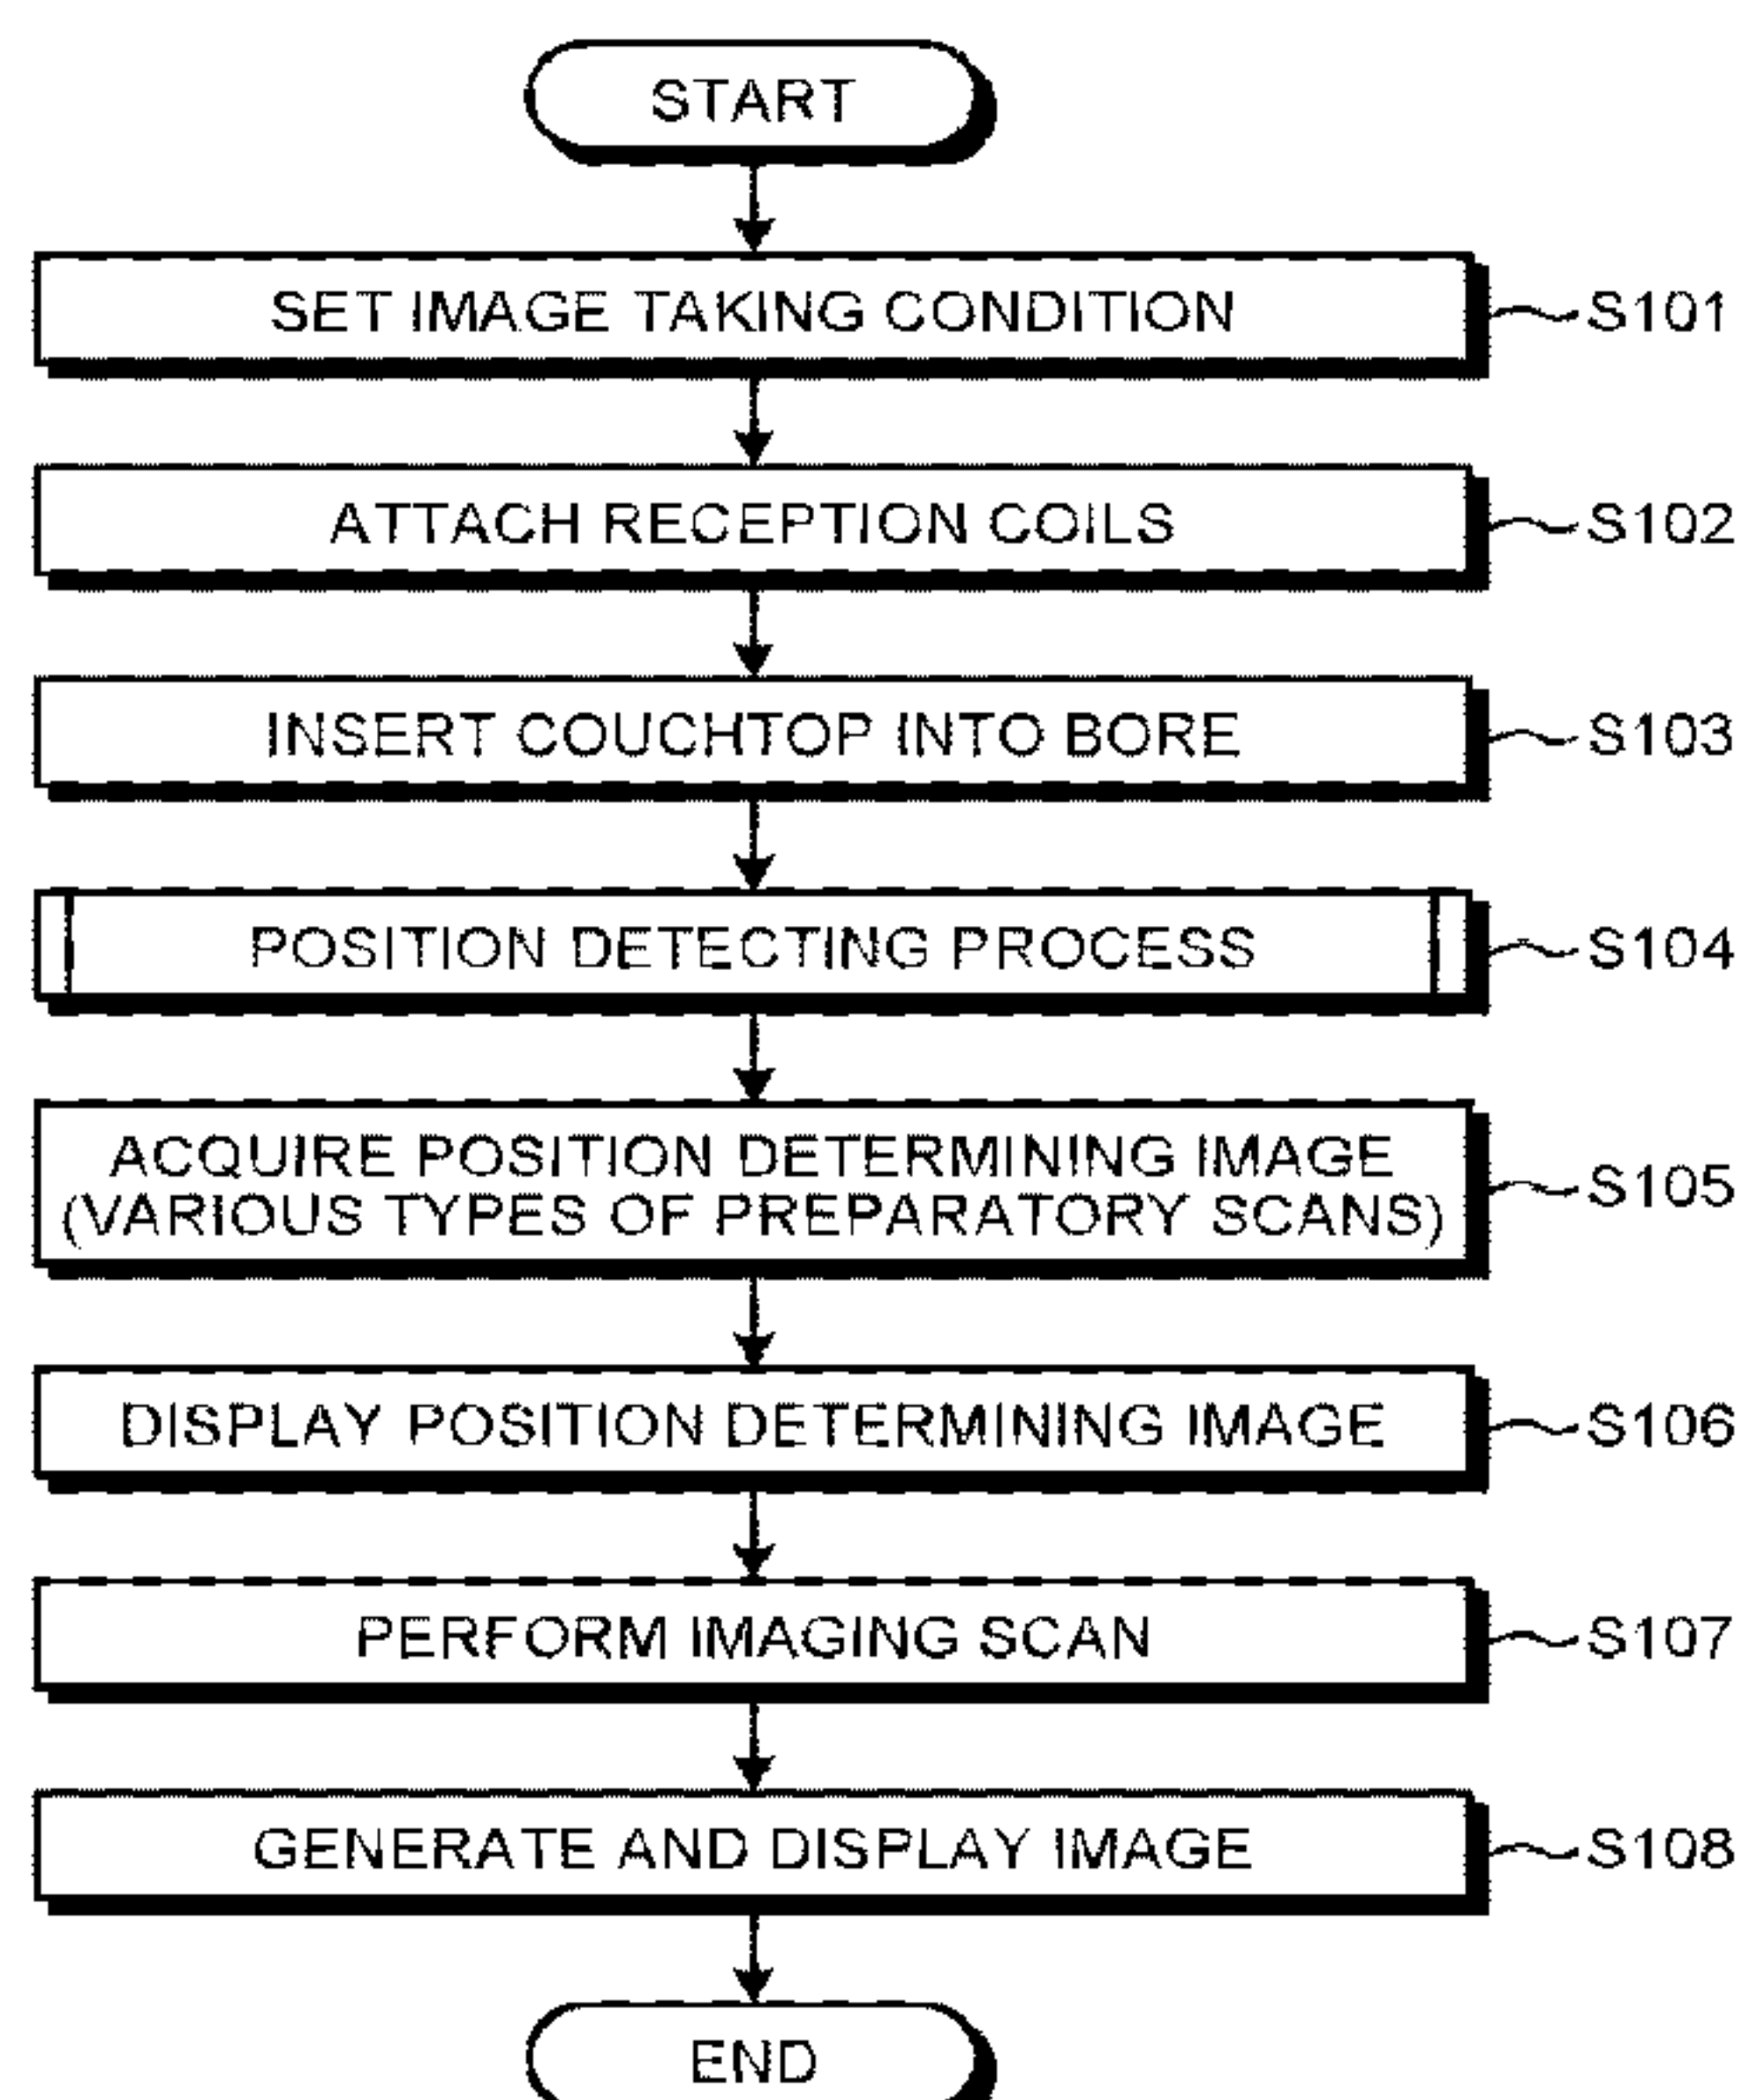 START
SET IMAGE TAKING CONDITION
S101
ATTACH RECEPTION COILS
S102
INSERT COUCHTOP INTO BORE
S103
POSITION DETECTING PROCESS
S104
ACQUIRE POSITION DETERMINING IMAGE
(VARIOUS TYPES OF PREPARATORY SCANS)
S105
DISPLAY POSITION DETERMINING IMAGE
S106
PERFORM IMAGING SCAN
S107
GENERATE AND DISPLAY IMAGE
S108
END